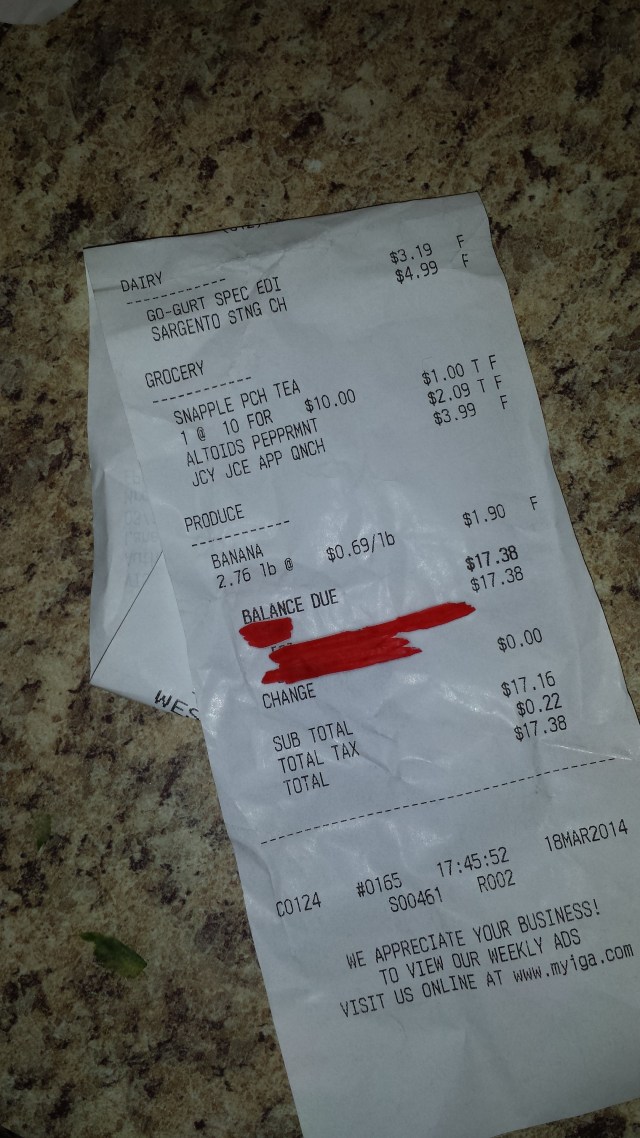 DAIRY
GO-GURT SPEC EDI $3.19 F
SARGENTO STNG CH $4.99 F
GROCERY
SNAPPLE PCH TEA
1 @ 10 FOR $10.00 $1.00 T F
ALTOIDS PEPPRMNT $2.09 T F
JCY JCE APP QNCH $3.99 F
PRODUCE
BANANA
2.76 lb @ $0.69/lb $1.90 F
BALANCE DUE $17.38
$17.38
CHANGE $0.00
SUB TOTAL $17.16
TOTAL TAX $0.22
TOTAL $17.38
C0124 #0165 17:45:52 18MAR2014
S00461 R002
WE APPRECIATE YOUR BUSINESS!
TO VIEW OUR WEEKLY ADS
VISIT US ONLINE AT www.myiga.com
WES